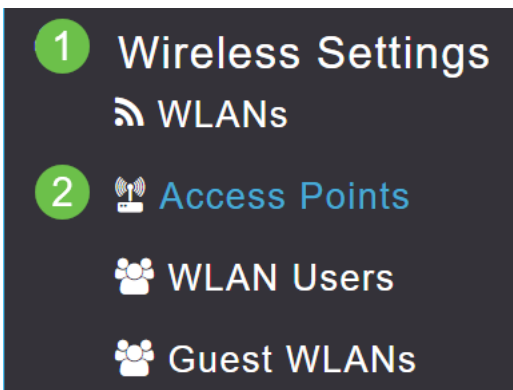 1 Wireless Settings
WLANs
2 Access Points
WLAN Users
Guest WLANs